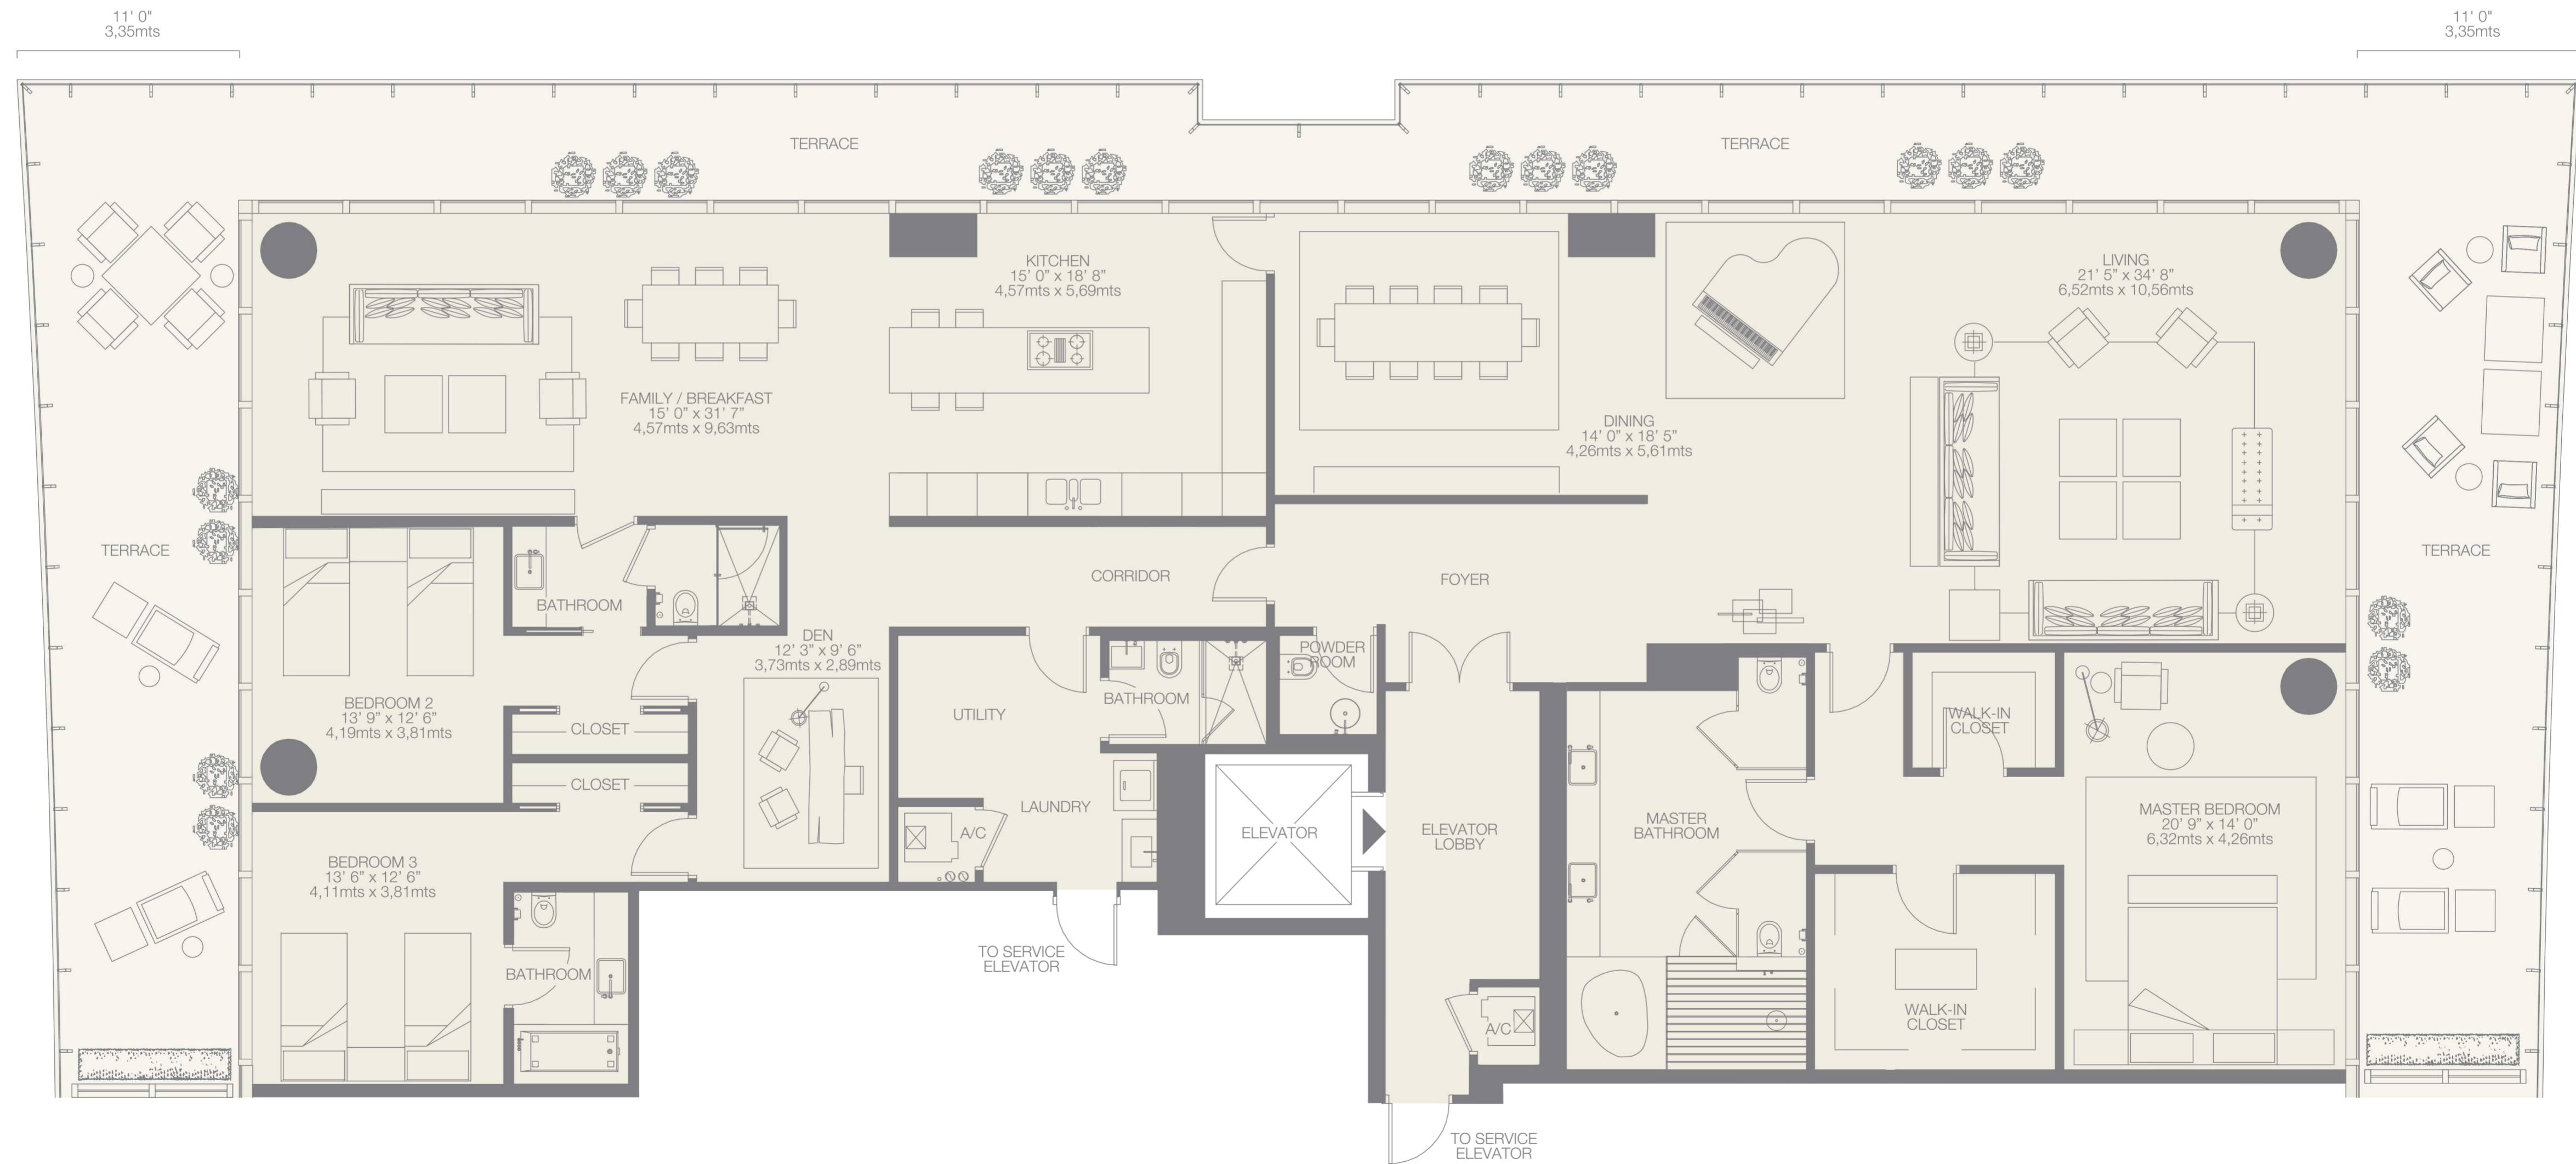 11' 0"
3,35mts
11' 0"
3,35mts
TERRACE
TERRACE
KITCHEN
15' 0" x 18' 8"
4,57mts x 5,69mts
LIVING
21' 5" x 34' 8"
6,52mts x 10,56mts
FAMILY / BREAKFAST
15' 0" x 31' 7"
4,57mts x 9,63mts
DINING
14' 0" x 18' 5"
4,26mts x 5,61mts
TERRACE
TERRACE
CORRIDOR
FOYER
BATHROOM
DEN
12' 3" x 9' 6"
3,73mts x 2,89mts
POWDER
ROOM
BEDROOM 2
13' 9" x 12' 6"
4,19mts x 3,81mts
BATHROOM
UTILITY
CLOSET
WALK-IN
CLOSET
CLOSET
LAUNDRY
A/C
ELEVATOR
ELEVATOR
LOBBY
MASTER
BATHROOM
MASTER BEDROOM
20' 9" x 14' 0"
6,32mts x 4,26mts
BEDROOM 3
13' 6" x 12' 6"
4,11mts x 3,81mts
BATHROOM
TO SERVICE
ELEVATOR
A/C
WALK-IN
CLOSET
TO SERVICE
ELEVATOR